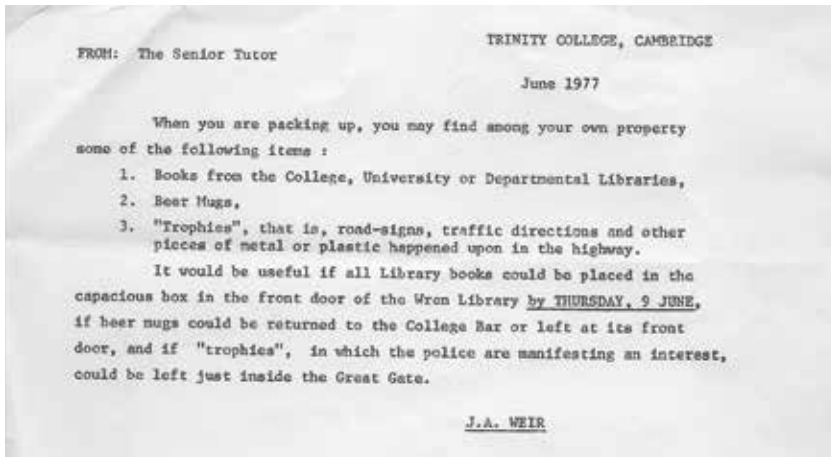 TRINITY COLLEGE, CAMBRIDGE
FROM: The Senior Tutor
June 1977
When you are packing up, you may find among your own property
some of the following items :
1. Books from the College, University or Departmental Libraries,
2. Beer Mugs,
3. "Trophies", that is, road-signs, traffic directions and other
pieces of metal or plastic happened upon in the highway.
It would be useful if all Library books could be placed in the
capacious box in the front door of the Wren Library by THURSDAY, 9 JUNE,
if beer mugs could be returned to the College Bar or left at its front
door, and if "trophies", in which the police are manifesting an interest,
could be left just inside the Great Gate.
J.A. WEIR